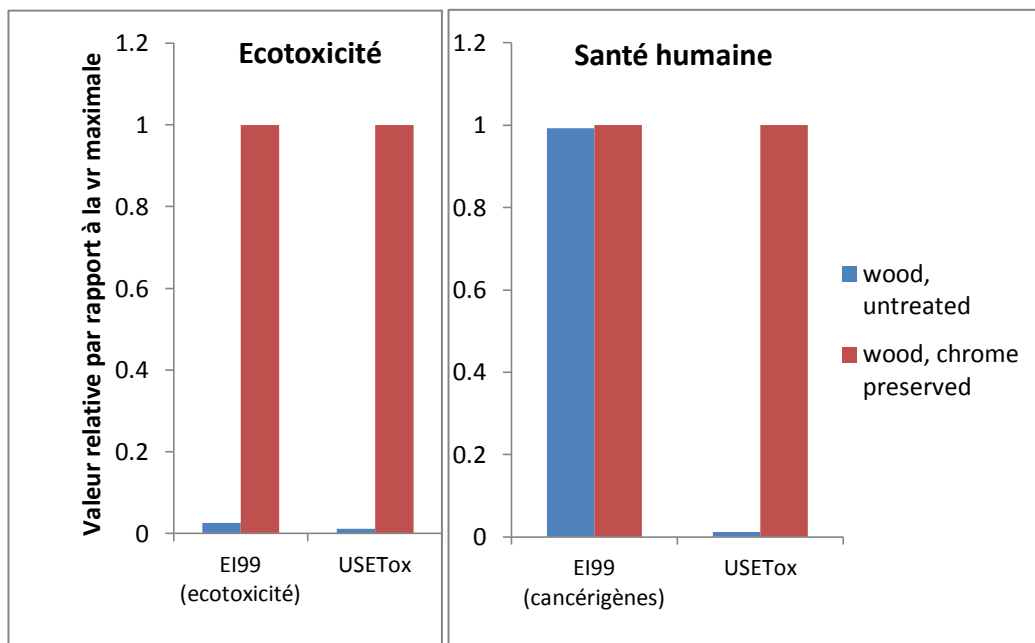 Ecotoxicité
Valeur relative par rapport à la vr maximale
1.2
1
0.8
0.6
0.4
0.2
0
EI99
(ecotoxicité)
USETox
Santé humaine
1.2
1
0.8
0.6
0.4
0.2
0
EI99
(cancérigènes)
USETox
wood,
untreated
wood, chrome
preserved